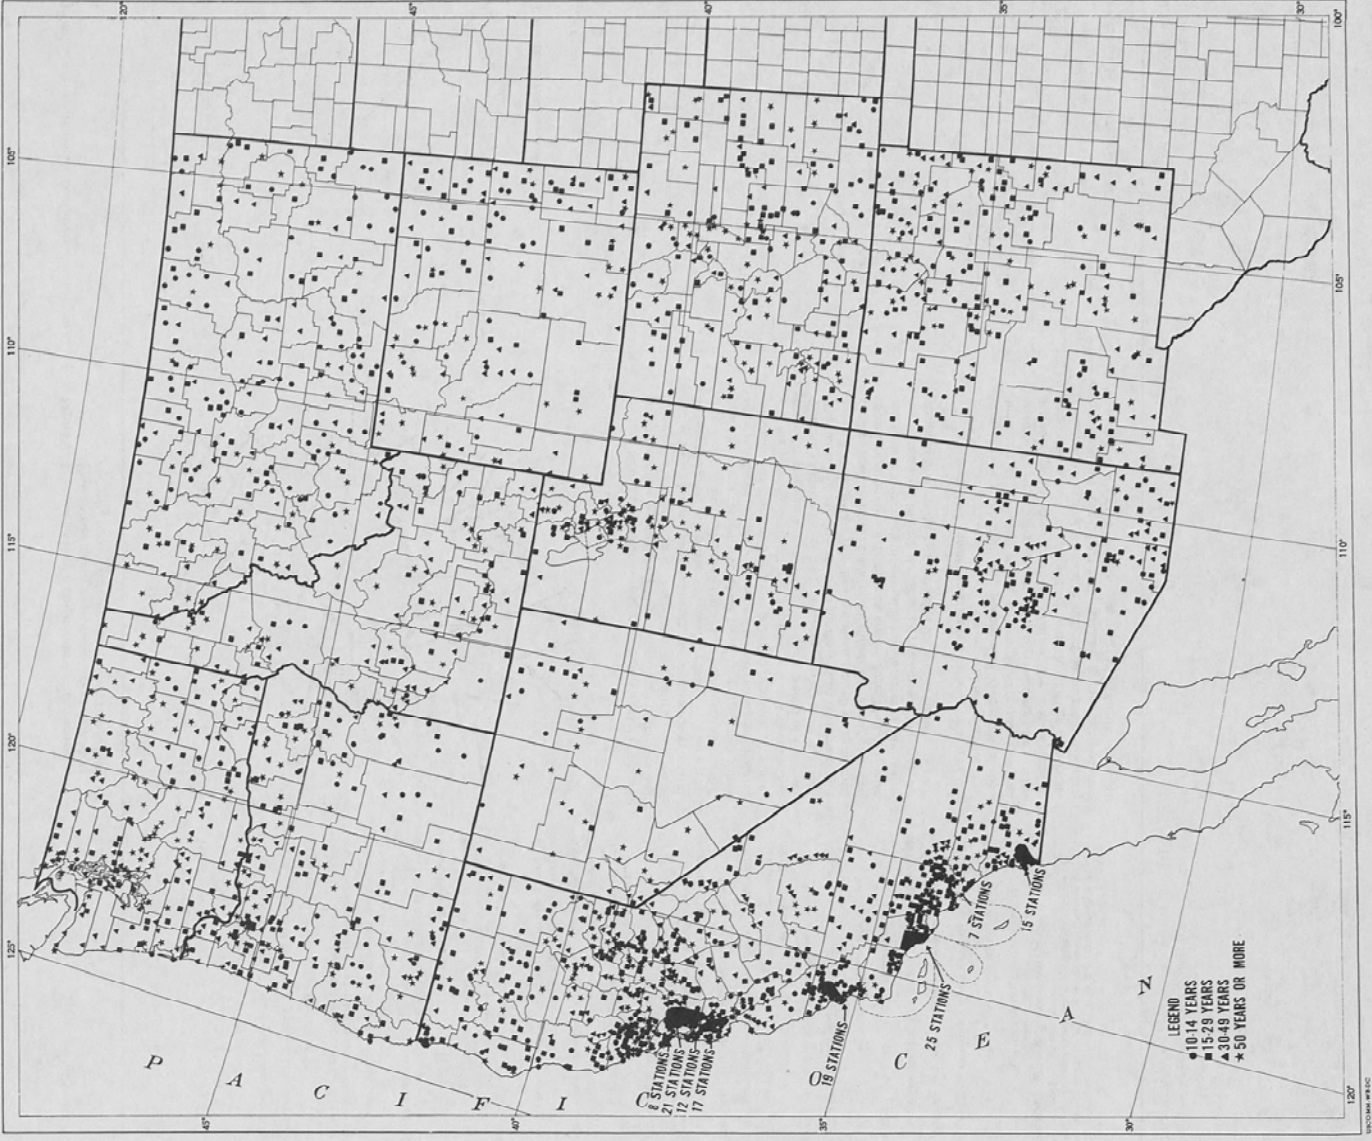 120°
45°
40°
35°
30°
100°
105°
105°
110°
110°
115°
115°
120°
125°
120°
45°
40°
35°
30°
P A C I F I C
O C E A N
8 STATIONS
21 STATIONS
12 STATIONS
17 STATIONS
19 STATIONS
25 STATIONS
7 STATIONS
15 STATIONS
LEGEND
● 10-14 YEARS
■ 15-29 YEARS
▲ 30-49 YEARS
★ 50 YEARS OR MORE